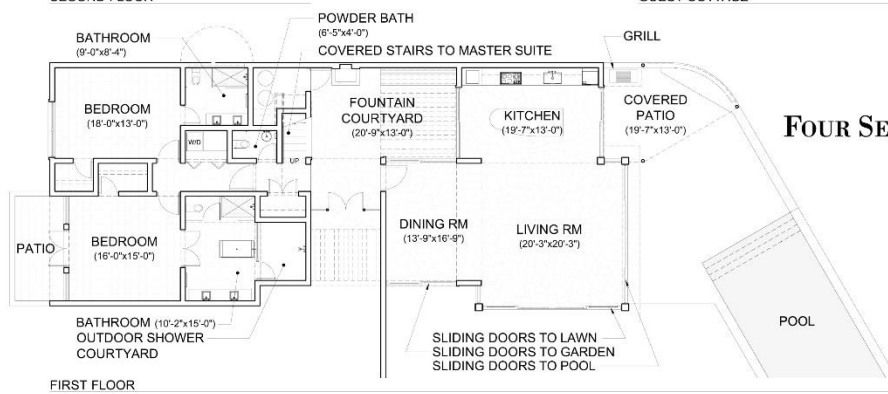 POWDER BATH
(6'-5"x4'-0")
BATHROOM
(9'-0"x8'-4")
COVERED STAIRS TO MASTER SUITE
GRILL
BEDROOM
(18'-0"x13'-0")
FOUNTAIN
COURTYARD
(20'-9"x13'-0")
KITCHEN
(19'-7"x13'-0")
COVERED
PATIO
(19'-7"x13'-0")
FOUR SE
W/D
UP
PATIO
BEDROOM
(16'-0"x15'-0")
DINING RM
(13'-9"x16'-9")
LIVING RM
(20'-3"x20'-3")
POOL
BATHROOM (10'-2"x15'-0")
OUTDOOR SHOWER
COURTYARD
SLIDING DOORS TO LAWN
SLIDING DOORS TO GARDEN
SLIDING DOORS TO POOL
FIRST FLOOR